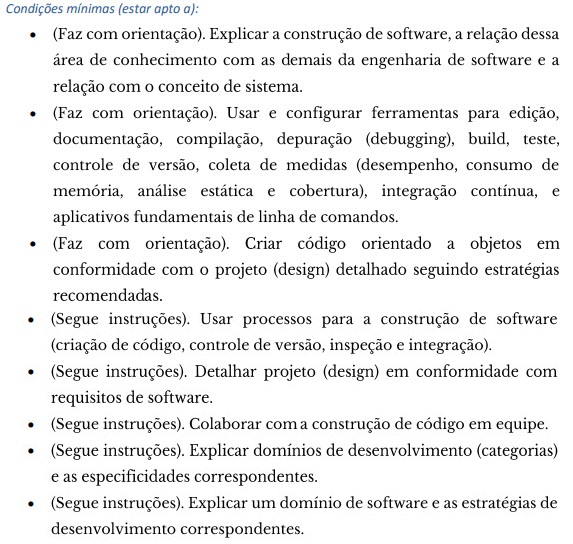 Condições mínimas (estar apto a):
• (Faz com orientação). Explicar a construção de software, a relação dessa
área de conhecimento com as demais da engenharia de software e a
relação com o conceito de sistema.
• (Faz com orientação). Usar e configurar ferramentas para edição,
documentação, compilação, depuração (debugging), build, teste,
controle de versão, coleta de medidas (desempenho, consumo de
memória, análise estática e cobertura), integração contínua, e
aplicativos fundamentais de linha de comandos.
• (Faz com orientação). Criar código orientado a objetos em
conformidade com o projeto (design) detalhado seguindo estratégias
recomendadas.
• (Segue instruções). Usar processos para a construção de software
(criação de código, controle de versão, inspeção e integração).
• (Segue instruções). Detalhar projeto (design) em conformidade com
requisitos de software.
• (Segue instruções). Colaborar com a construção de código em equipe.
• (Segue instruções). Explicar domínios de desenvolvimento (categorias)
e as especificidades correspondentes.
• (Segue instruções). Explicar um domínio de software e as estratégias de
desenvolvimento correspondentes.